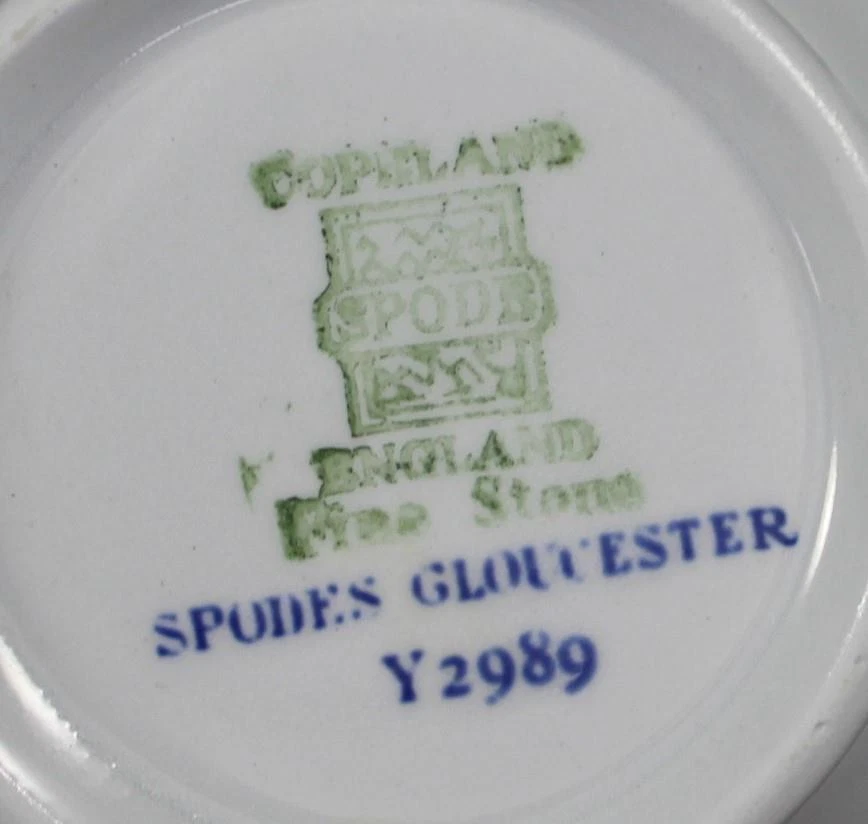 COPELAND
SPODE
ENGLAND
Fine Stone
SPODES GLOUCESTER
Y2989